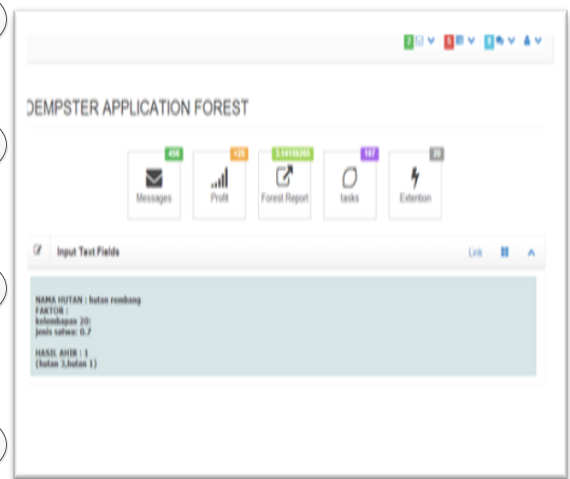 DEMPSTER APPLICATION FOREST
456 +25 3.14159265 107 20
Messages Profit Forest Report tasks Extention
Input Text Fields Link
NAMA HUTAN : hutan rembang
FAKTOR :
kelembapan 20:
jenis satwa: 0.7
HASIL AHIR : 1
(hutan 3,hutan 1)